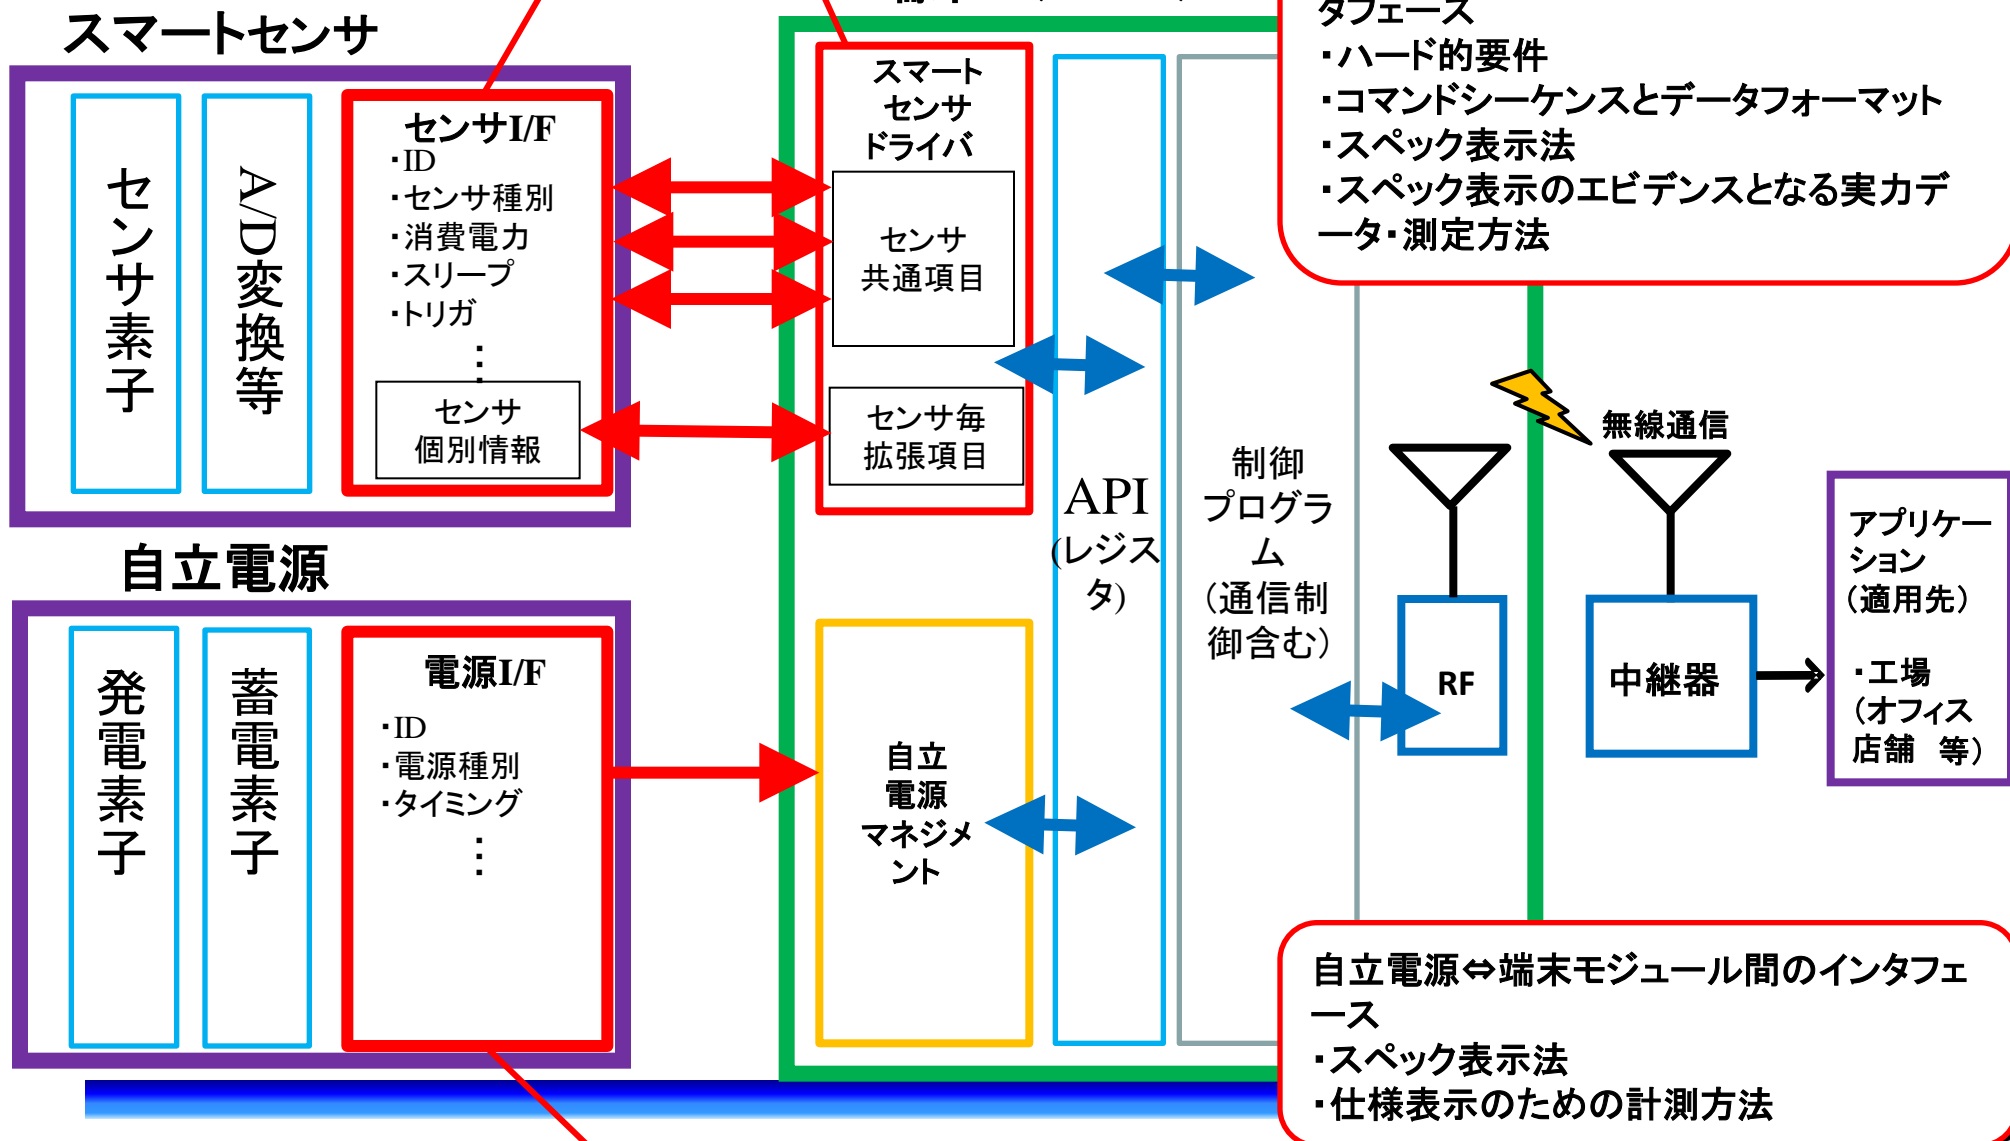 スマートセンサ
センサ素子
A/D変換等
センサI/F
・ID
・センサ種別
・消費電力
・スリープ
・トリガ
⋮
センサ
個別情報
スマート
センサ
ドライバ
センサ
共通項目
センサ毎
拡張項目
API
(レジス
タ)
制御
プログラ
ム
(通信制
御含む)
タフェース
・ハード的要件
・コマンドシーケンスとデータフォーマット
・スペック表示法
・スペック表示のエビデンスとなる実力デ
ータ・測定方法
無線通信
RF
中継器
アプリケー
ション
(適用先)
・工場
(オフィス
店舗 等)
自立電源
発電素子
蓄電素子
電源I/F
・ID
・電源種別
・タイミング
⋮
自立
電源
マネジメ
ント
自立電源⇔端末モジュール間のインタフェ
ース
・スペック表示法
・仕様表示のための計測方法